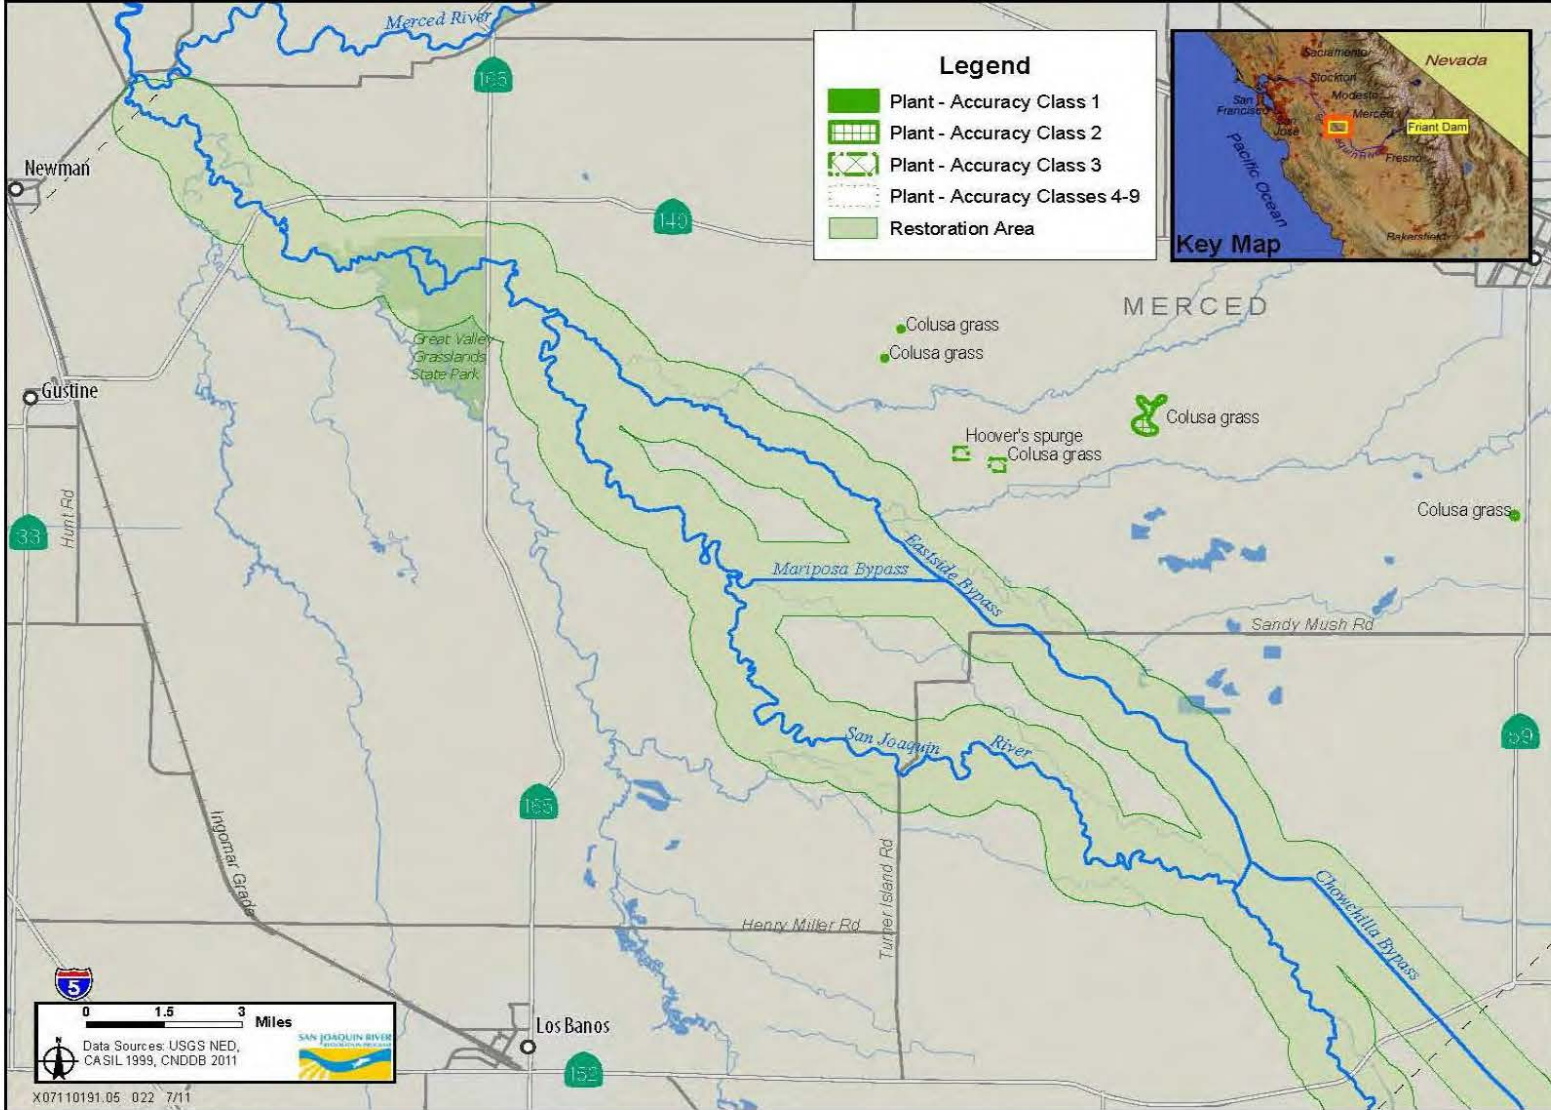 Merced River
165
Newman
140
Legend
Plant - Accuracy Class 1
Plant - Accuracy Class 2
Plant - Accuracy Class 3
Plant - Accuracy Classes 4-9
Restoration Area
Sacramento
Nevada
Stockton
San
Francisco
Modesto
Merced
San
Jose
Friant Dam
Fresno
Pacific Ocean
Bakersfield
Key Map
MERCED
Colusa grass
Colusa grass
Great Valley
Grasslands
State Park
Gustine
Colusa grass
Hoover's spurge
Colusa grass
Colusa grass
33
Hunt Rd
Eastside Bypass
Mariposa Bypass
Sandy Mush Rd
59
San Joaquin
River
165
Ingomar Grade
Turner Island Rd
Henry Miller Rd
Chowchilla Bypass
5
0 1.5 3
Miles
Data Sources: USGS NED,
CASIL 1999, CNDDB 2011
SAN JOAQUIN RIVER
RESTORATION PROGRAM
Los Banos
152
X07110191.05 022 7/11